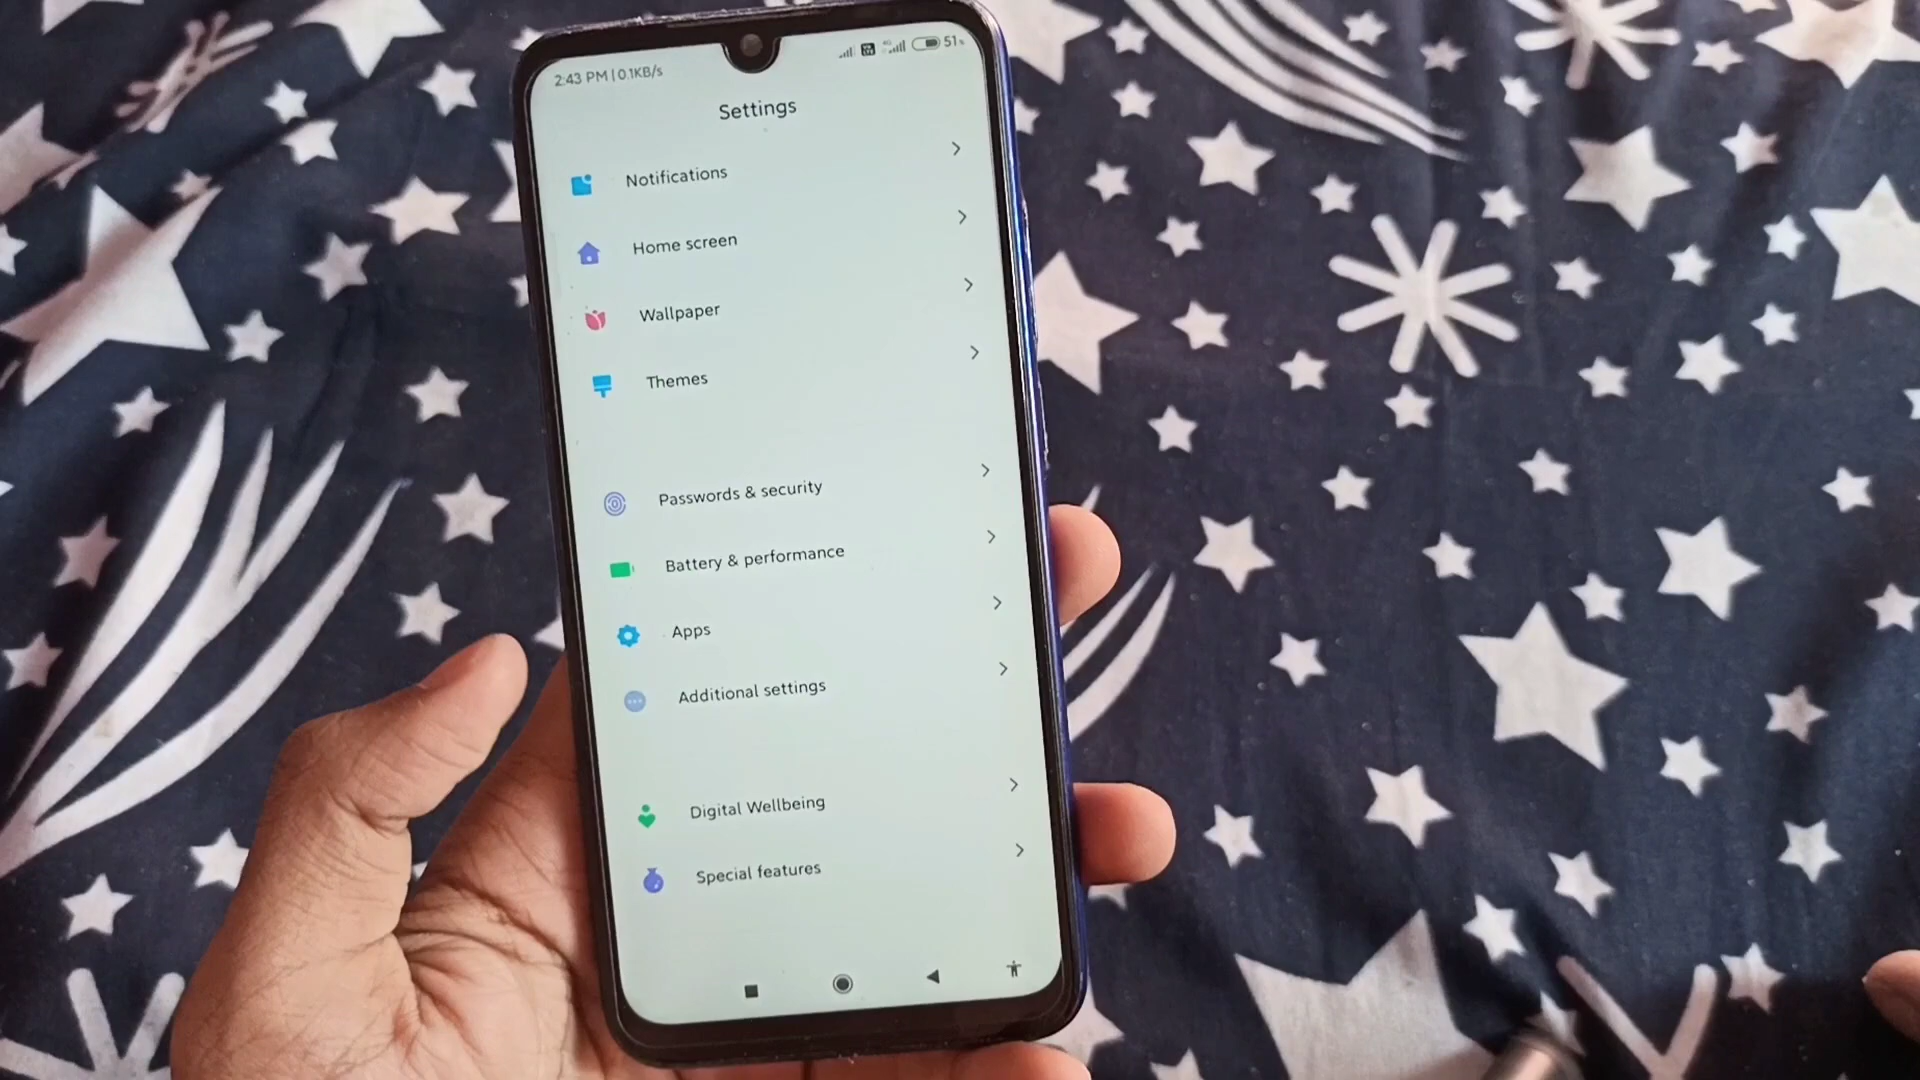 2:43 PM | 0.1KB/s 51
Settings
Notifications
Home screen
Wallpaper
Themes
Passwords & security
Battery & performance
Apps
Additional settings
Digital Wellbeing
Special features